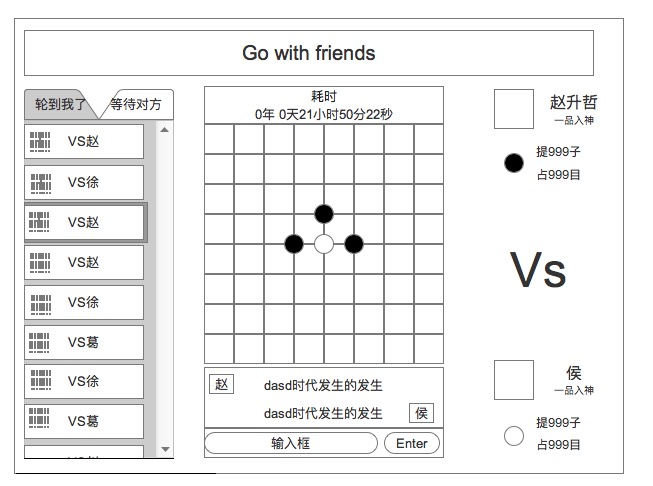 Go with friends
轮到我了
等待对方
VS赵
VS徐
VS赵
VS赵
VS徐
VS葛
VS徐
VS葛
耗时
0年 0天21小时50分22秒
赵
dasd时代发生的发生
dasd时代发生的发生
侯
输入框
Enter
赵升哲
一品入神
提999子
占999目
Vs
侯
一品入神
提999子
占999目